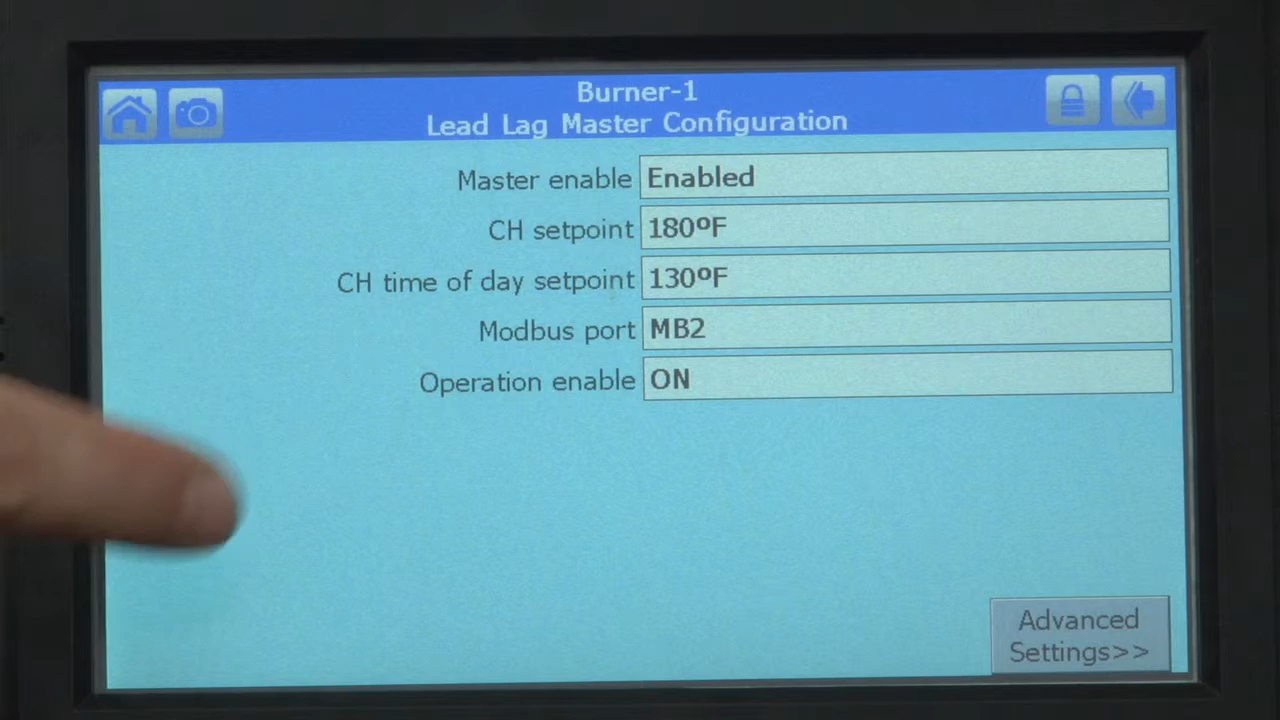 Burner-1
Lead Lag Master Configuration
Master enable Enabled
CH setpoint 180ºF
CH time of day setpoint 130ºF
Modbus port MB2
Operation enable ON
Advanced
Settings>>